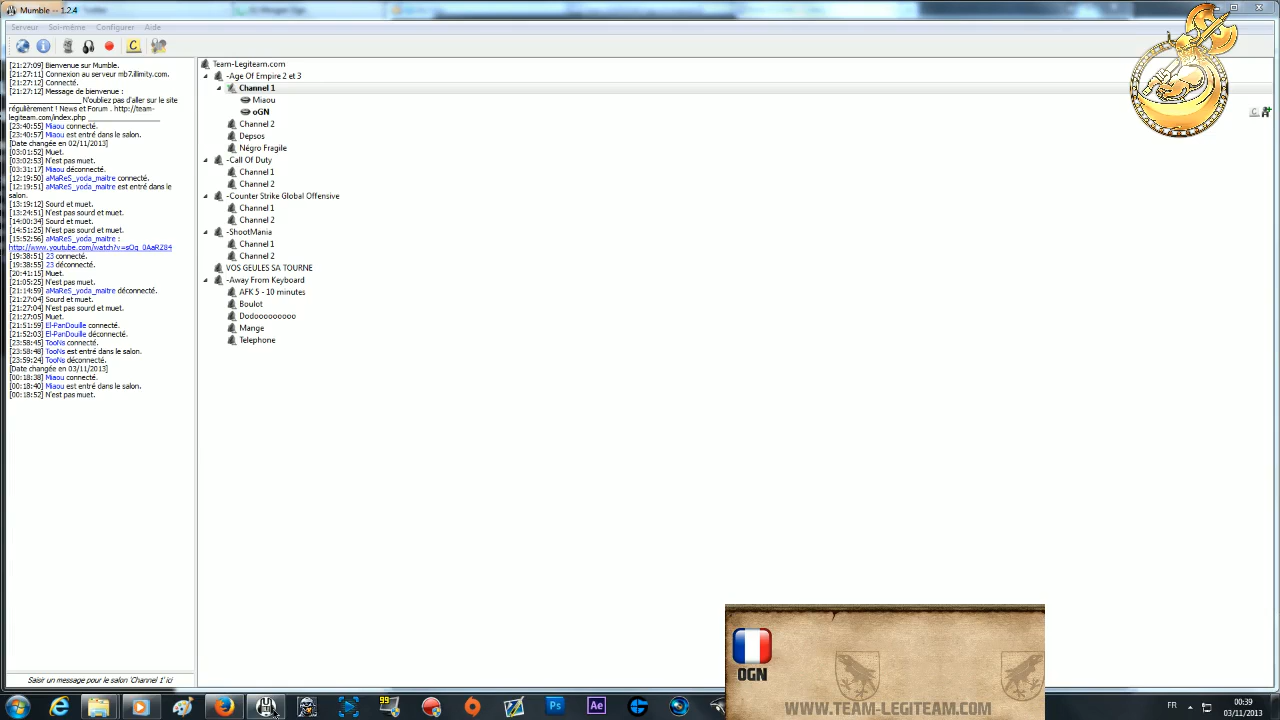 Mumble -- 1.2.4
Serveur Soi-même Configurer Aide
[21:27:09] Bienvenue sur Mumble.
[21:27:11] Connexion au serveur mb7.illimity.com.
[21:27:12] Connecté.
[21:27:12] Message de bienvenue :
N'oubliez pas d'aller sur le site
régulièrement ! News et Forum . http://team-
legiteam.com/index.php
[23:40:55] Miaou connecté.
[23:40:57] Miaou est entré dans le salon.
[Date changée en 02/11/2013]
[03:01:52] Muet.
[03:02:53] N'est pas muet.
[03:31:17] Miaou déconnecté.
[12:19:50] aMaReS_yoda_maitre connecté.
[12:19:51] aMaReS_yoda_maitre est entré dans le
salon.
[13:19:12] Sourd et muet.
[13:24:51] N'est pas sourd et muet.
[14:00:34] Sourd et muet.
[14:51:25] N'est pas sourd et muet.
[15:52:56] aMaReS_yoda_maitre :
http://www.youtube.com/watch?v=sOg_0AaRZ84
[19:38:51] 23 connecté.
[19:38:55] 23 déconnecté.
[20:41:15] Muet.
[21:05:25] N'est pas muet.
[21:14:59] aMaReS_yoda_maitre déconnecté.
[21:27:04] Sourd et muet.
[21:27:04] N'est pas sourd et muet.
[21:27:05] Muet.
[21:51:59] El-PanDouille connecté.
[21:52:03] El-PanDouille déconnecté.
[23:58:45] TooNs connecté.
[23:58:48] TooNs est entré dans le salon.
[23:59:24] TooNs déconnecté.
[Date changée en 03/11/2013]
[00:18:38] Miaou connecté.
[00:18:40] Miaou est entré dans le salon.
[00:18:52] N'est pas muet.
Saisir un message pour le salon 'Channel 1' ici
Team-Legiteam.com
-Age Of Empire 2 et 3
Channel 1
Miaou
oGN
Channel 2
Depsos
Négro Fragile
-Call Of Duty
Channel 1
Channel 2
-Counter Strike Global Offensive
Channel 1
Channel 2
-ShootMania
Channel 1
Channel 2
VOS GEULES SA TOURNE
-Away From Keyboard
AFK 5 - 10 minutes
Boulot
Dodooooooooo
Mange
Telephone
OGN
WWW.TEAM-LEGITEAM.COM
99
Ps
Ae
FR
00:39
03/11/2013